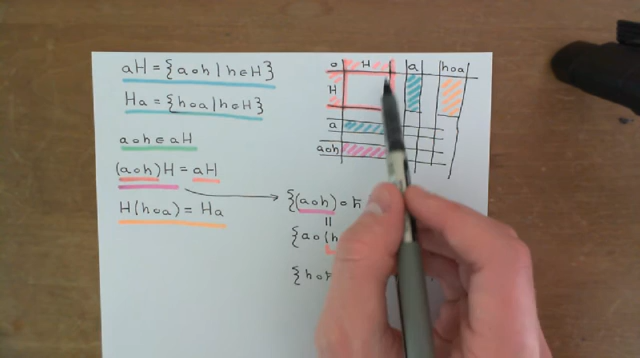 aH = {a∘h | h∈H}
Ha = {h∘a | h∈H}
a∘h ∈ aH
(a∘h)H = aH
H(h∘a) = Ha
∘ H a h∘a
H
a
a∘h
{(a∘h)∘h̃
=
{a∘(h
{h∘h̃